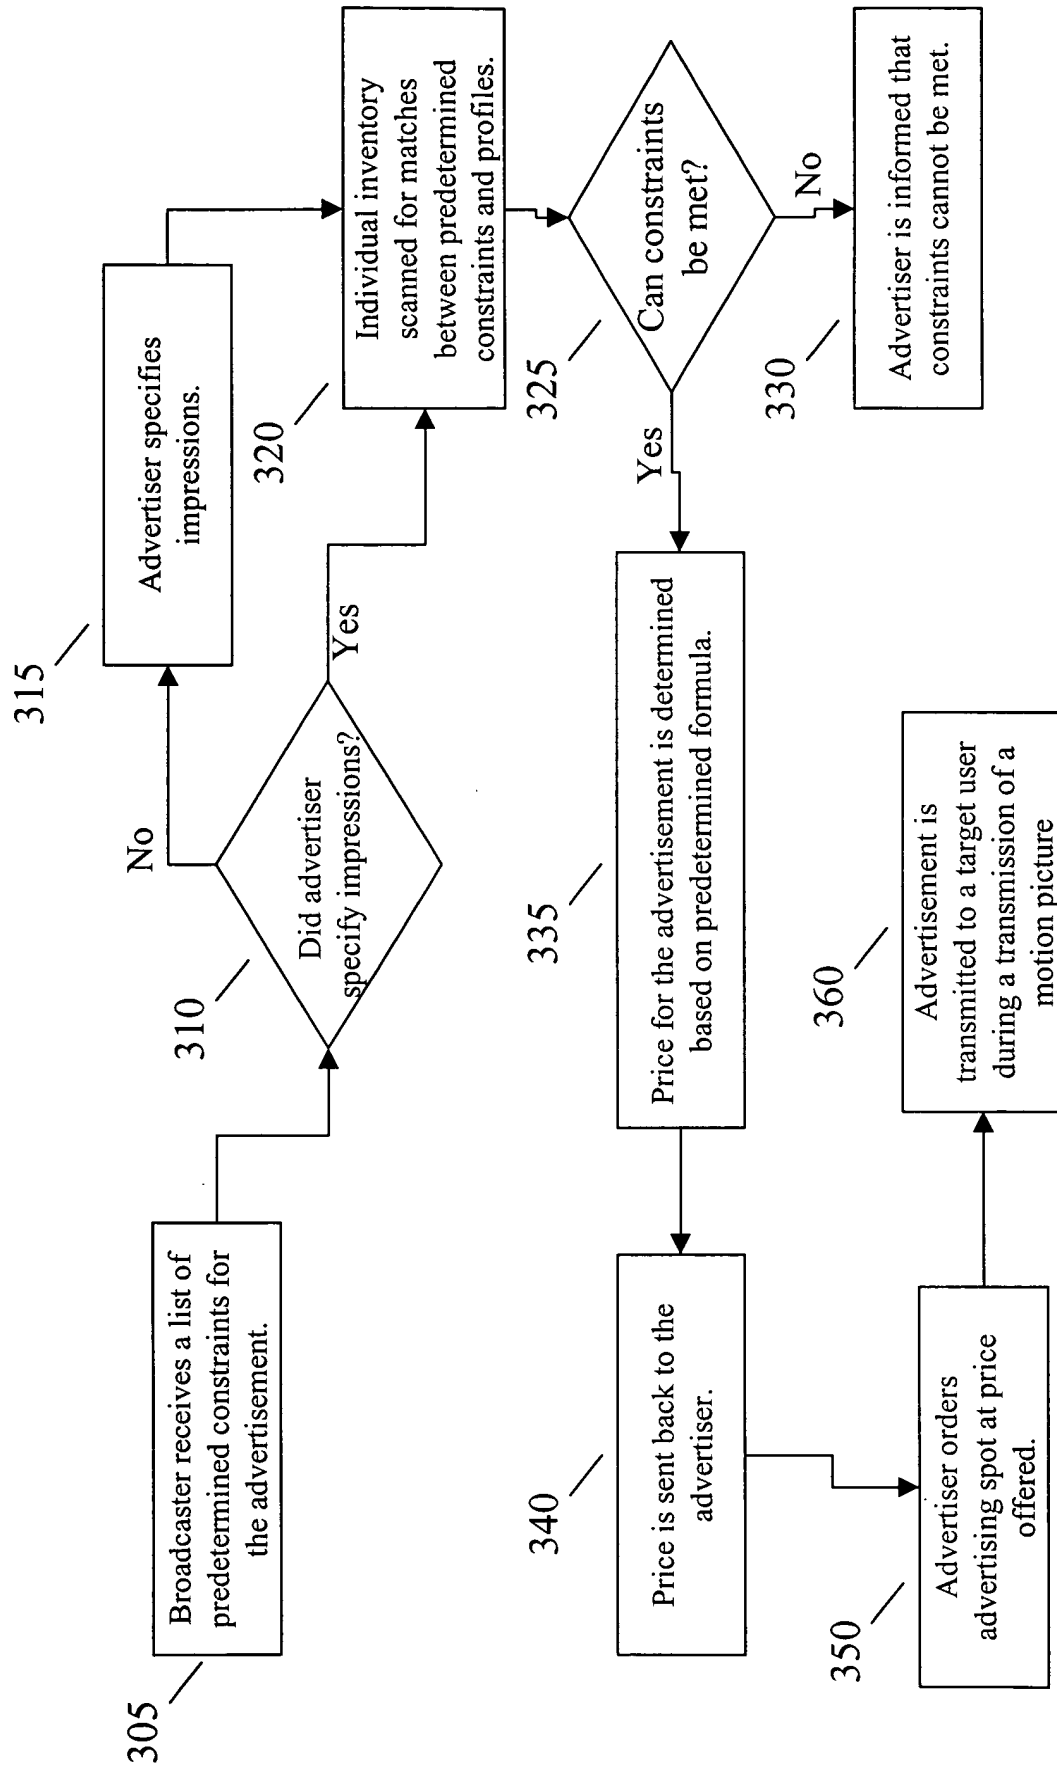 305
Broadcaster receives a list of
predetermined constraints for
the advertisement.
310
Did advertiser
specify impressions?
No
Yes
315
Advertiser specifies
impressions.
320
Individual inventory
scanned for matches
between predetermined
constraints and profiles.
325
Can constraints
be met?
Yes
No
330
Advertiser is informed that
constraints cannot be met.
335
Price for the advertisement is determined
based on predetermined formula.
340
Price is sent back to the
advertiser.
350
Advertiser orders
advertising spot at price
offered.
360
Advertisement is
transmitted to a target user
during a transmission of a
motion picture